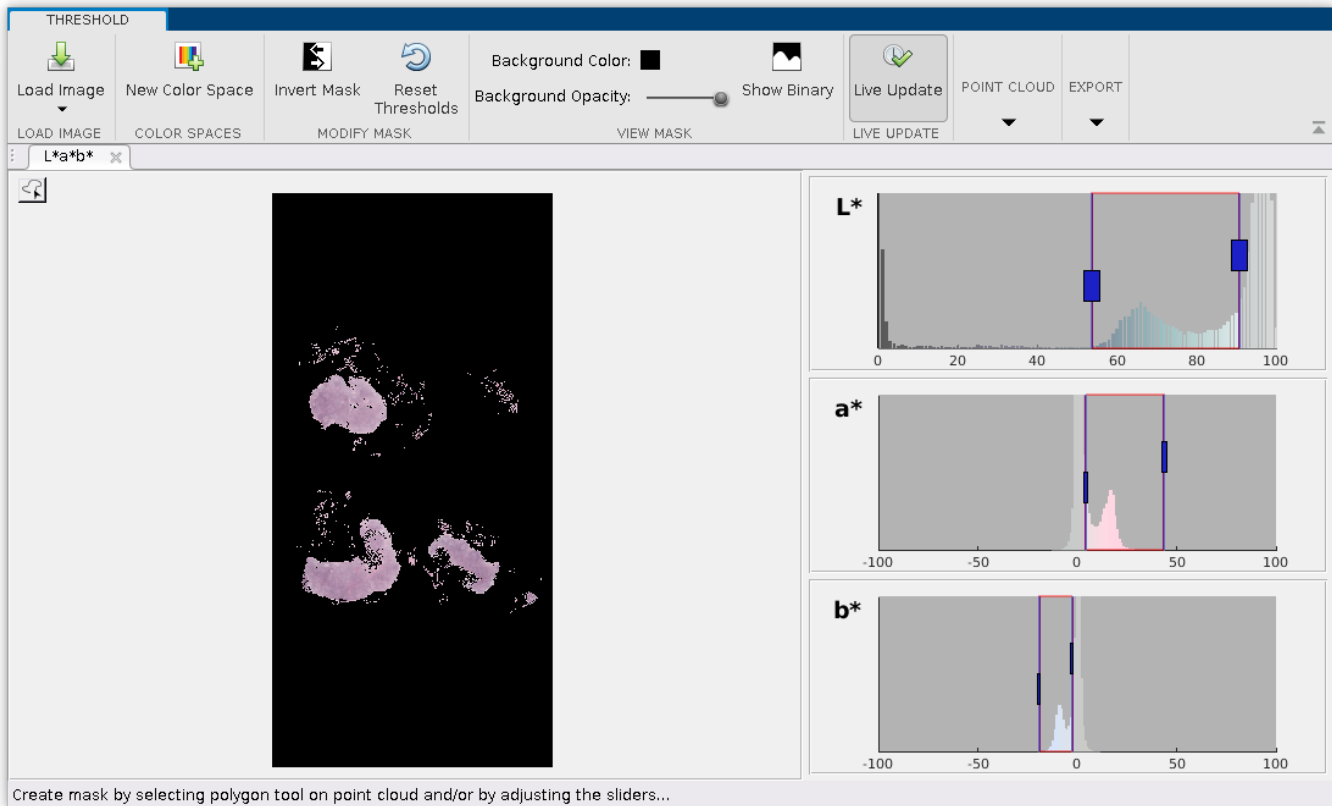 THRESHOLD
Load Image
New Color Space
Invert Mask
Reset
Thresholds
Background Color:
Background Opacity:
Show Binary
Live Update
POINT CLOUD
EXPORT
LOAD IMAGE
COLOR SPACES
MODIFY MASK
VIEW MASK
LIVE UPDATE
L*a*b*
L*
0 20 40 60 80 100
a*
-100 -50 0 50 100
b*
-100 -50 0 50 100
Create mask by selecting polygon tool on point cloud and/or by adjusting the sliders...